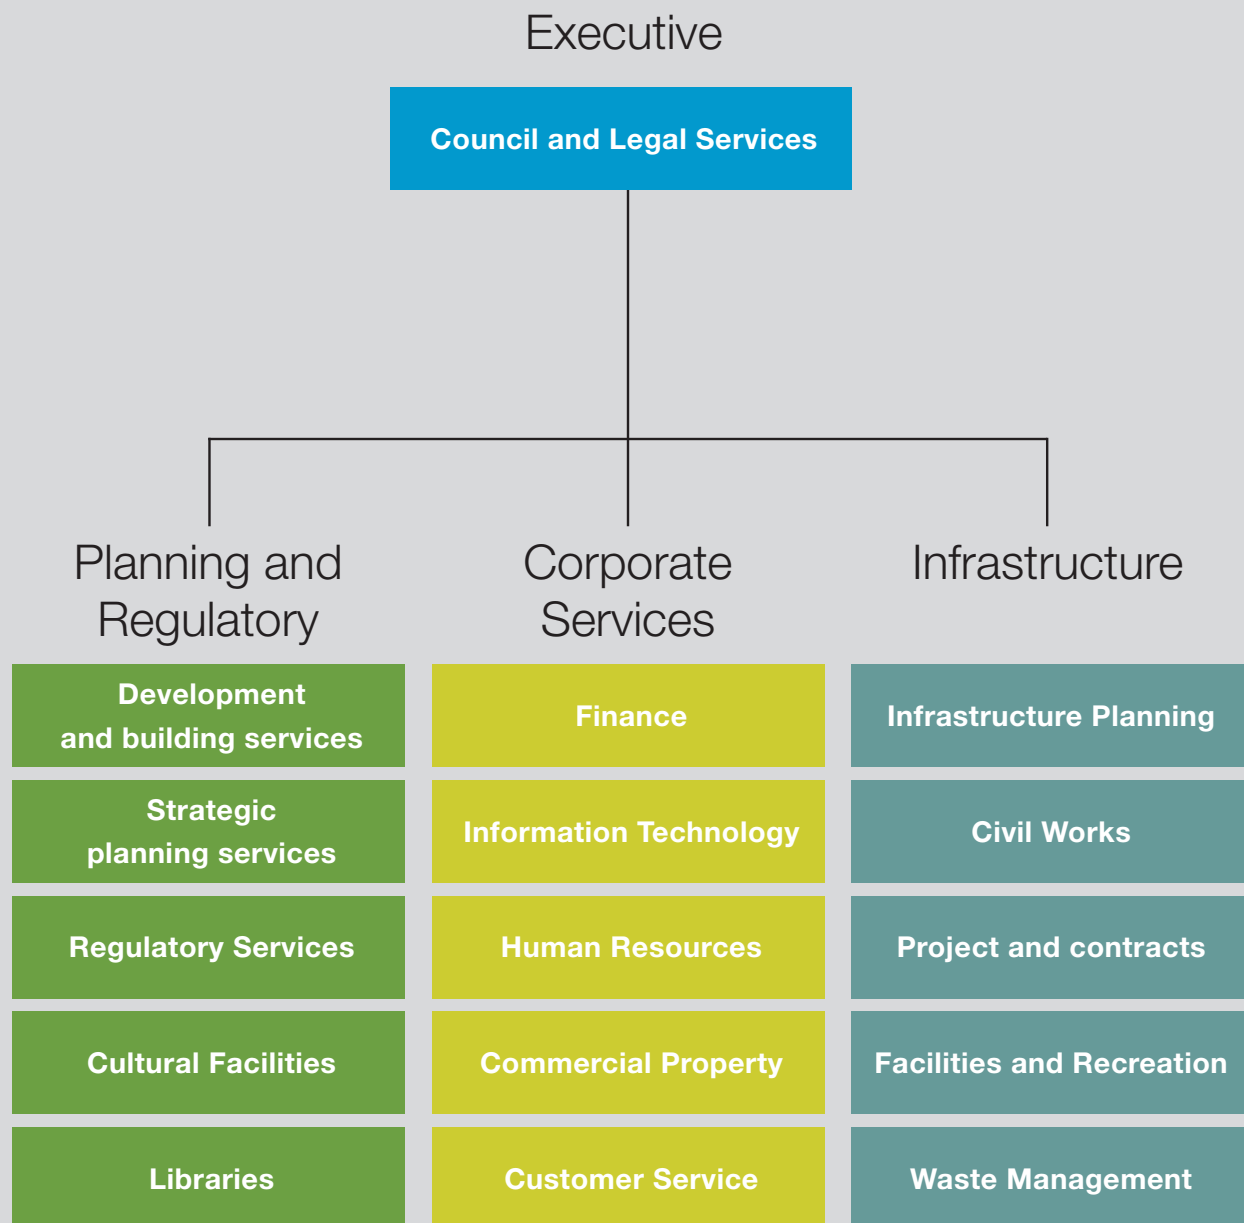 Executive
Council and Legal Services
Planning and
Regulatory
Development
and building services
Strategic
planning services
Regulatory Services
Cultural Facilities
Libraries
Corporate
Services
Finance
Information Technology
Human Resources
Commercial Property
Customer Service
Infrastructure
Infrastructure Planning
Civil Works
Project and contracts
Facilities and Recreation
Waste Management